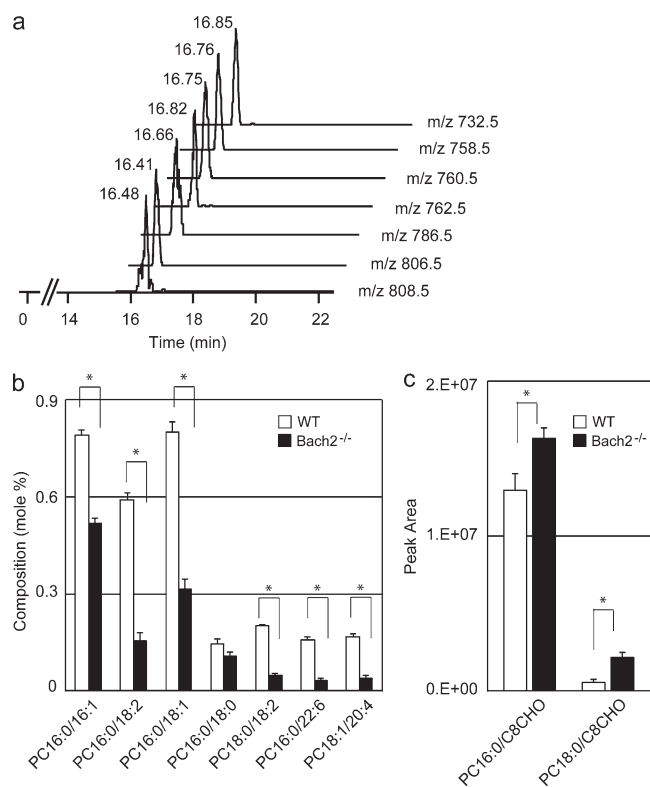 a
16.85
16.76
16.75
16.82
16.66
16.41
16.48
m/z 732.5
m/z 758.5
m/z 760.5
m/z 762.5
m/z 786.5
m/z 806.5
m/z 808.5
0 14 16 18 20 22
Time (min)
b
Composition (mole %)
0.9
0.6
0.3
0
* * * * * *
WT
Bach2-/-
PC16:0/16:1
PC16:0/18:2
PC16:0/18:1
PC16:0/18:0
PC18:0/18:2
PC16:0/22:6
PC18:1/20:4
c
Peak Area
2.E+07
1.E+07
0.E+00
* *
WT
Bach2-/-
PC16:0/C8CHO
PC18:0/C8CHO